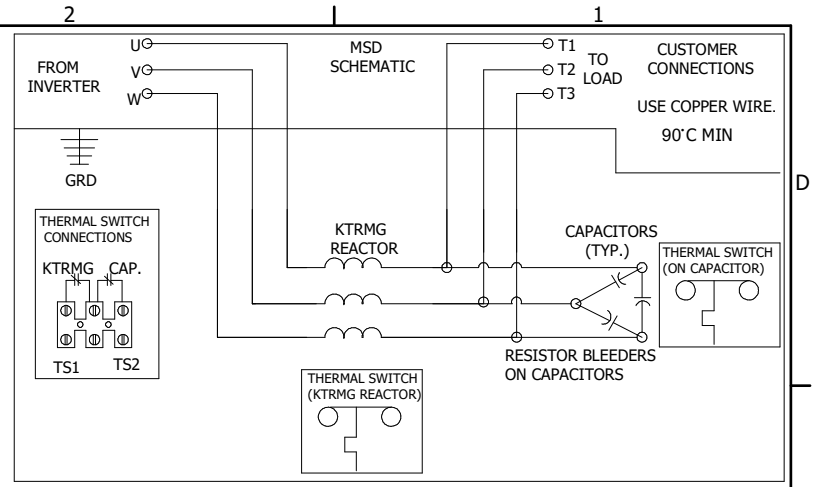 2
1
U
V
W
FROM
INVERTER
MSD
SCHEMATIC
T1
T2
T3
TO
LOAD
CUSTOMER
CONNECTIONS
USE COPPER WIRE.
90°C MIN
GRD
D
THERMAL SWITCH
CONNECTIONS
KTRMG CAP.
TS1 TS2
KTRMG
REACTOR
CAPACITORS
(TYP.)
THERMAL SWITCH
(ON CAPACITOR)
RESISTOR BLEEDERS
ON CAPACITORS
THERMAL SWITCH
(KTRMG REACTOR)